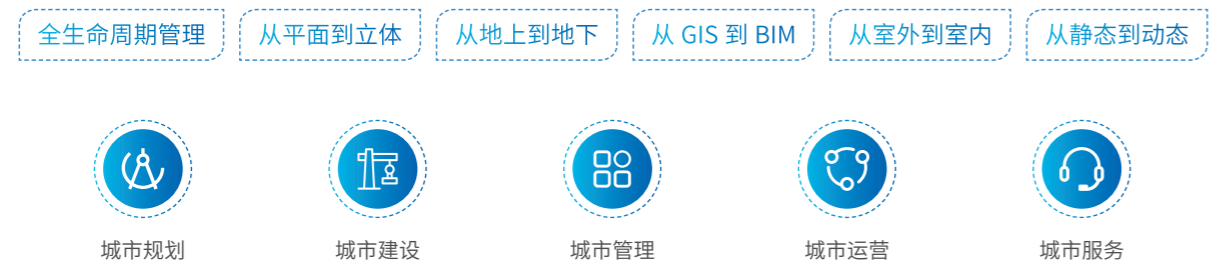 全生命周期管理
从平面到立体
从地上到地下
从 GIS 到 BIM
从室外到室内
从静态到动态
城市规划
城市建设
城市管理
城市运营
城市服务